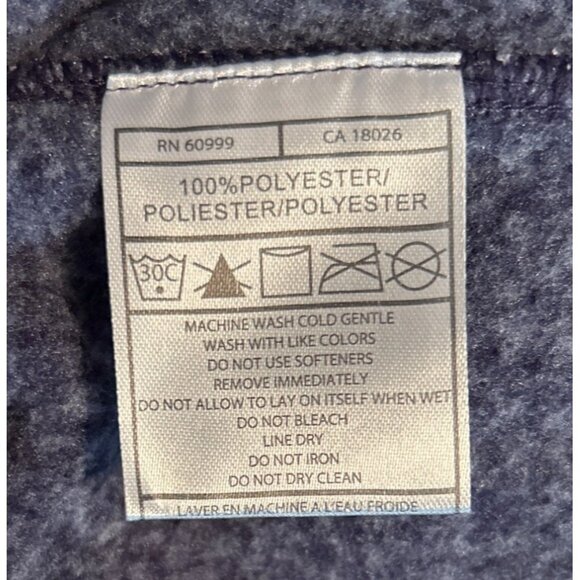 RN 60999 CA 18026
100%POLYESTER/
POLIESTER/POLYESTER
30C
MACHINE WASH COLD GENTLE
WASH WITH LIKE COLORS
DO NOT USE SOFTENERS
REMOVE IMMEDIATELY
DO NOT ALLOW TO LAY ON ITSELF WHEN WET
DO NOT BLEACH
LINE DRY
DO NOT IRON
DO NOT DRY CLEAN
LAVER EN MACHINE A L'EAU FROIDE